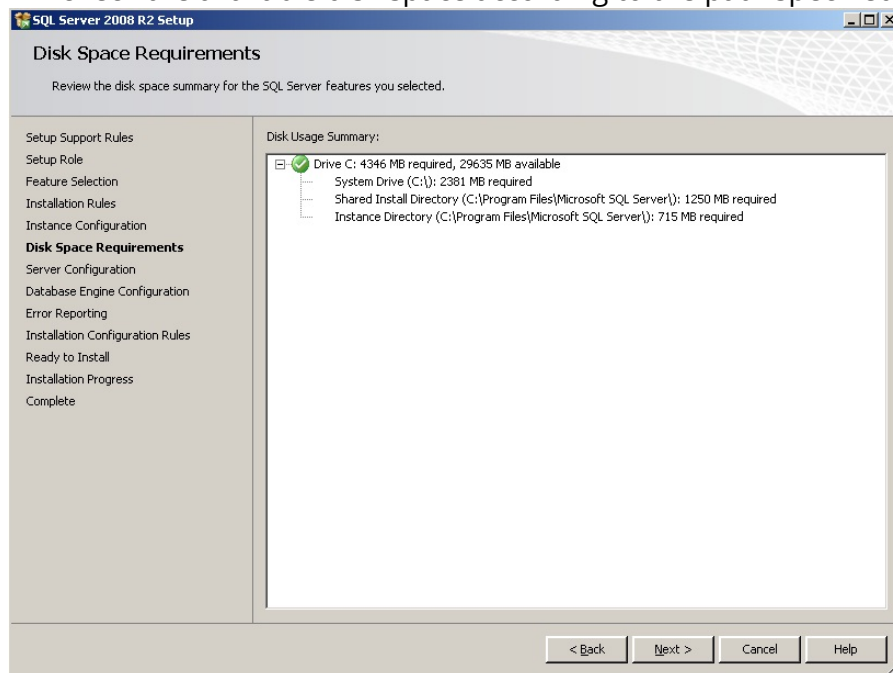 SQL Server 2008 R2 Setup
Disk Space Requirements
Review the disk space summary for the SQL Server features you selected.
Setup Support Rules
Setup Role
Feature Selection
Installation Rules
Instance Configuration
Disk Space Requirements
Server Configuration
Database Engine Configuration
Error Reporting
Installation Configuration Rules
Ready to Install
Installation Progress
Complete
Disk Usage Summary:
Drive C: 4346 MB required, 29635 MB available
System Drive (C:\): 2381 MB required
Shared Install Directory (C:\Program Files\Microsoft SQL Server\): 1250 MB required
Instance Directory (C:\Program Files\Microsoft SQL Server\): 715 MB required
< Back
Next >
Cancel
Help